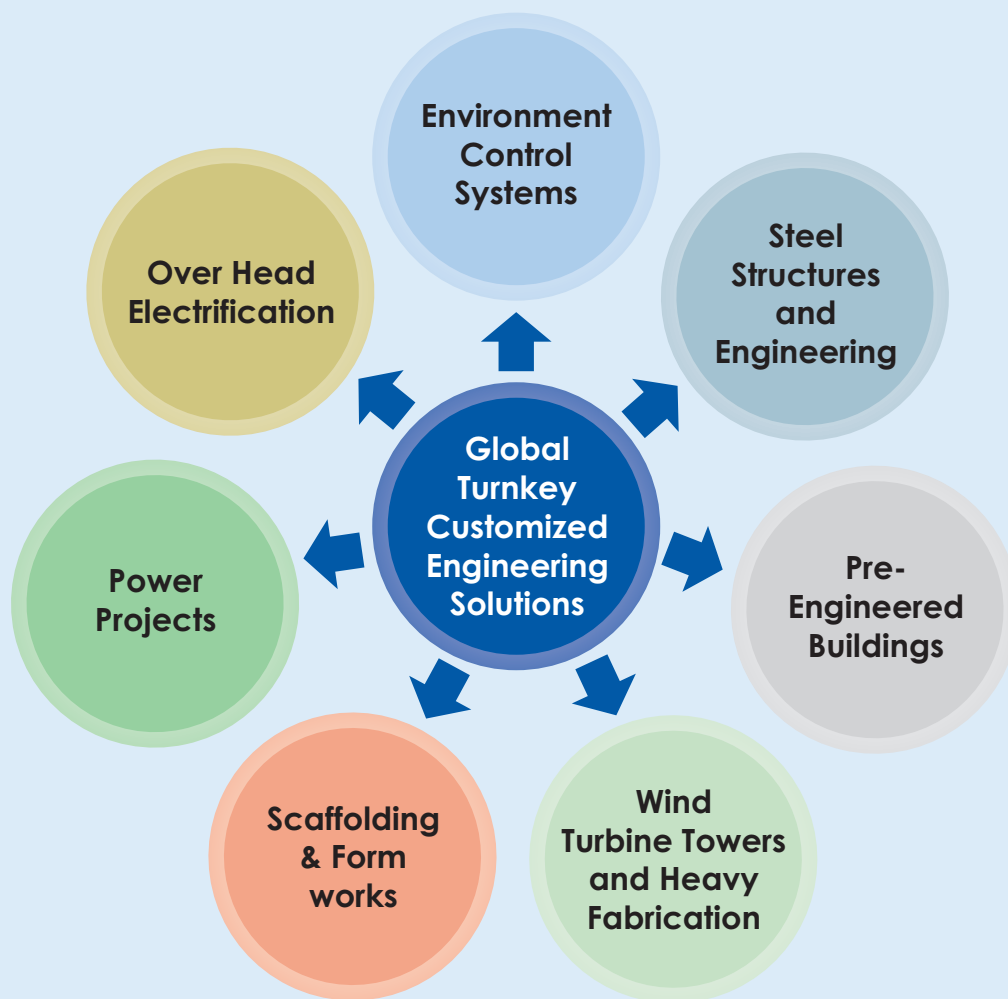 Environment
Control
Systems
Steel
Structures
and
Engineering
Pre-
Engineered
Buildings
Wind
Turbine Towers
and Heavy
Fabrication
Scaffolding
& Form
works
Power
Projects
Over Head
Electrification
Global
Turnkey
Customized
Engineering
Solutions